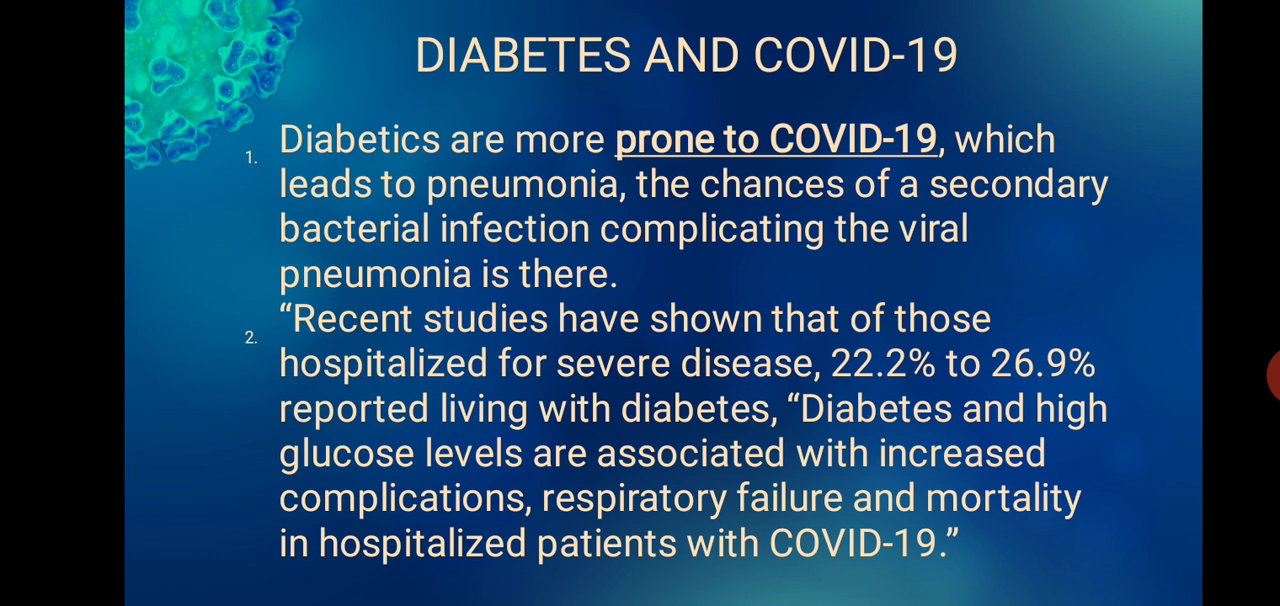 DIABETES AND COVID-19
1. Diabetics are more prone to COVID-19, which
leads to pneumonia, the chances of a secondary
bacterial infection complicating the viral
pneumonia is there.
2. “Recent studies have shown that of those
hospitalized for severe disease, 22.2% to 26.9%
reported living with diabetes, “Diabetes and high
glucose levels are associated with increased
complications, respiratory failure and mortality
in hospitalized patients with COVID-19.”